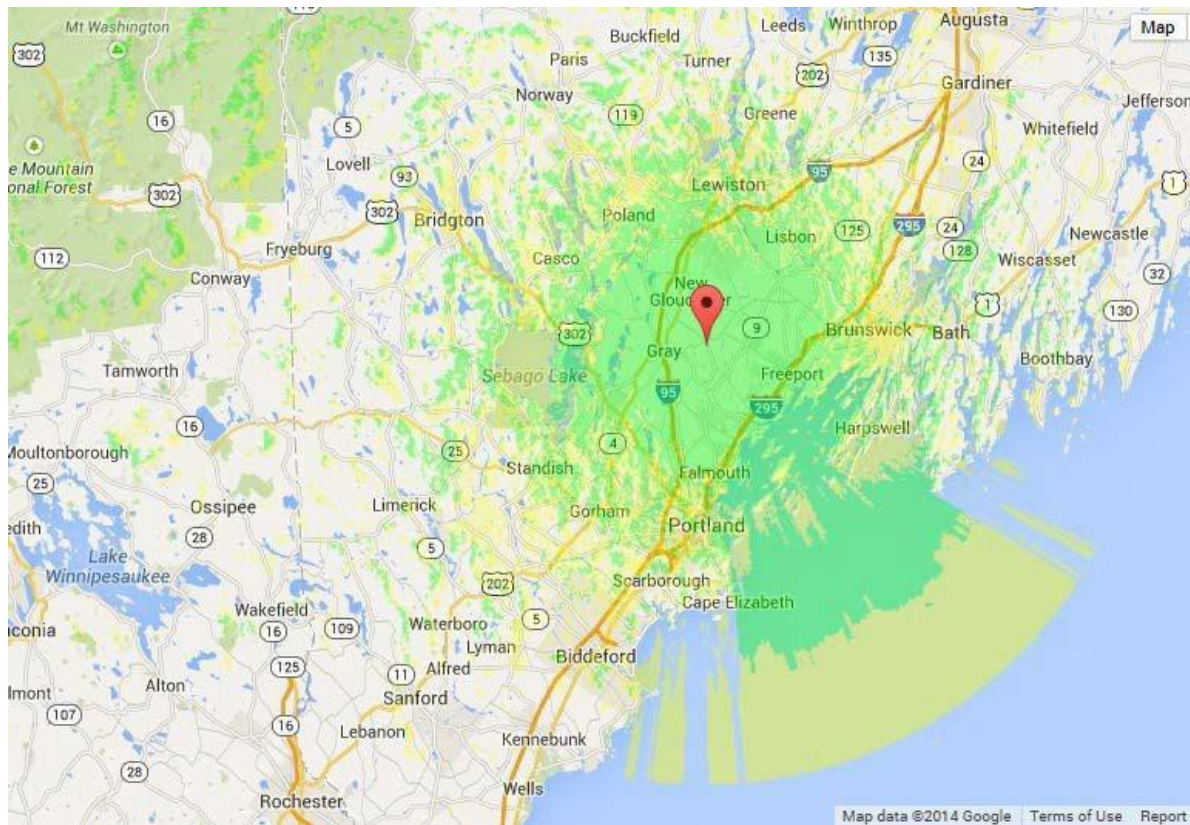 Mt Washington
Leeds
Winthrop
Augusta
Map
302
Buckfield
Paris
Turner
202
135
Gardiner
Norway
119
Greene
Jefferson
16
5
Whitefield
e Mountain
onal Forest
302
Lovell
93
95
24
1
Lewiston
302
Bridgton
Poland
125
295
24
Newcastle
Lisbon
128
Fryeburg
112
Casco
Wiscasset
Conway
New
Gloucester
32
1
130
302
9
Brunswick
Bath
Gray
Boothbay
Tamworth
Sebago Lake
Freeport
95
295
16
Harpswell
4
Moultonborough
25
Standish
Falmouth
25
Ossipee
Limerick
Gorham
Portland
edith
28
5
Lake
Winnipesaukee
202
Scarborough
Wakefield
Cape Elizabeth
aconia
16
109
Waterboro
5
Lyman
Biddeford
125
11
Alfred
lmont
Alton
Sanford
107
16
Lebanon
Kennebunk
28
Wells
Rochester
Map data ©2014 Google
Terms of Use
Report